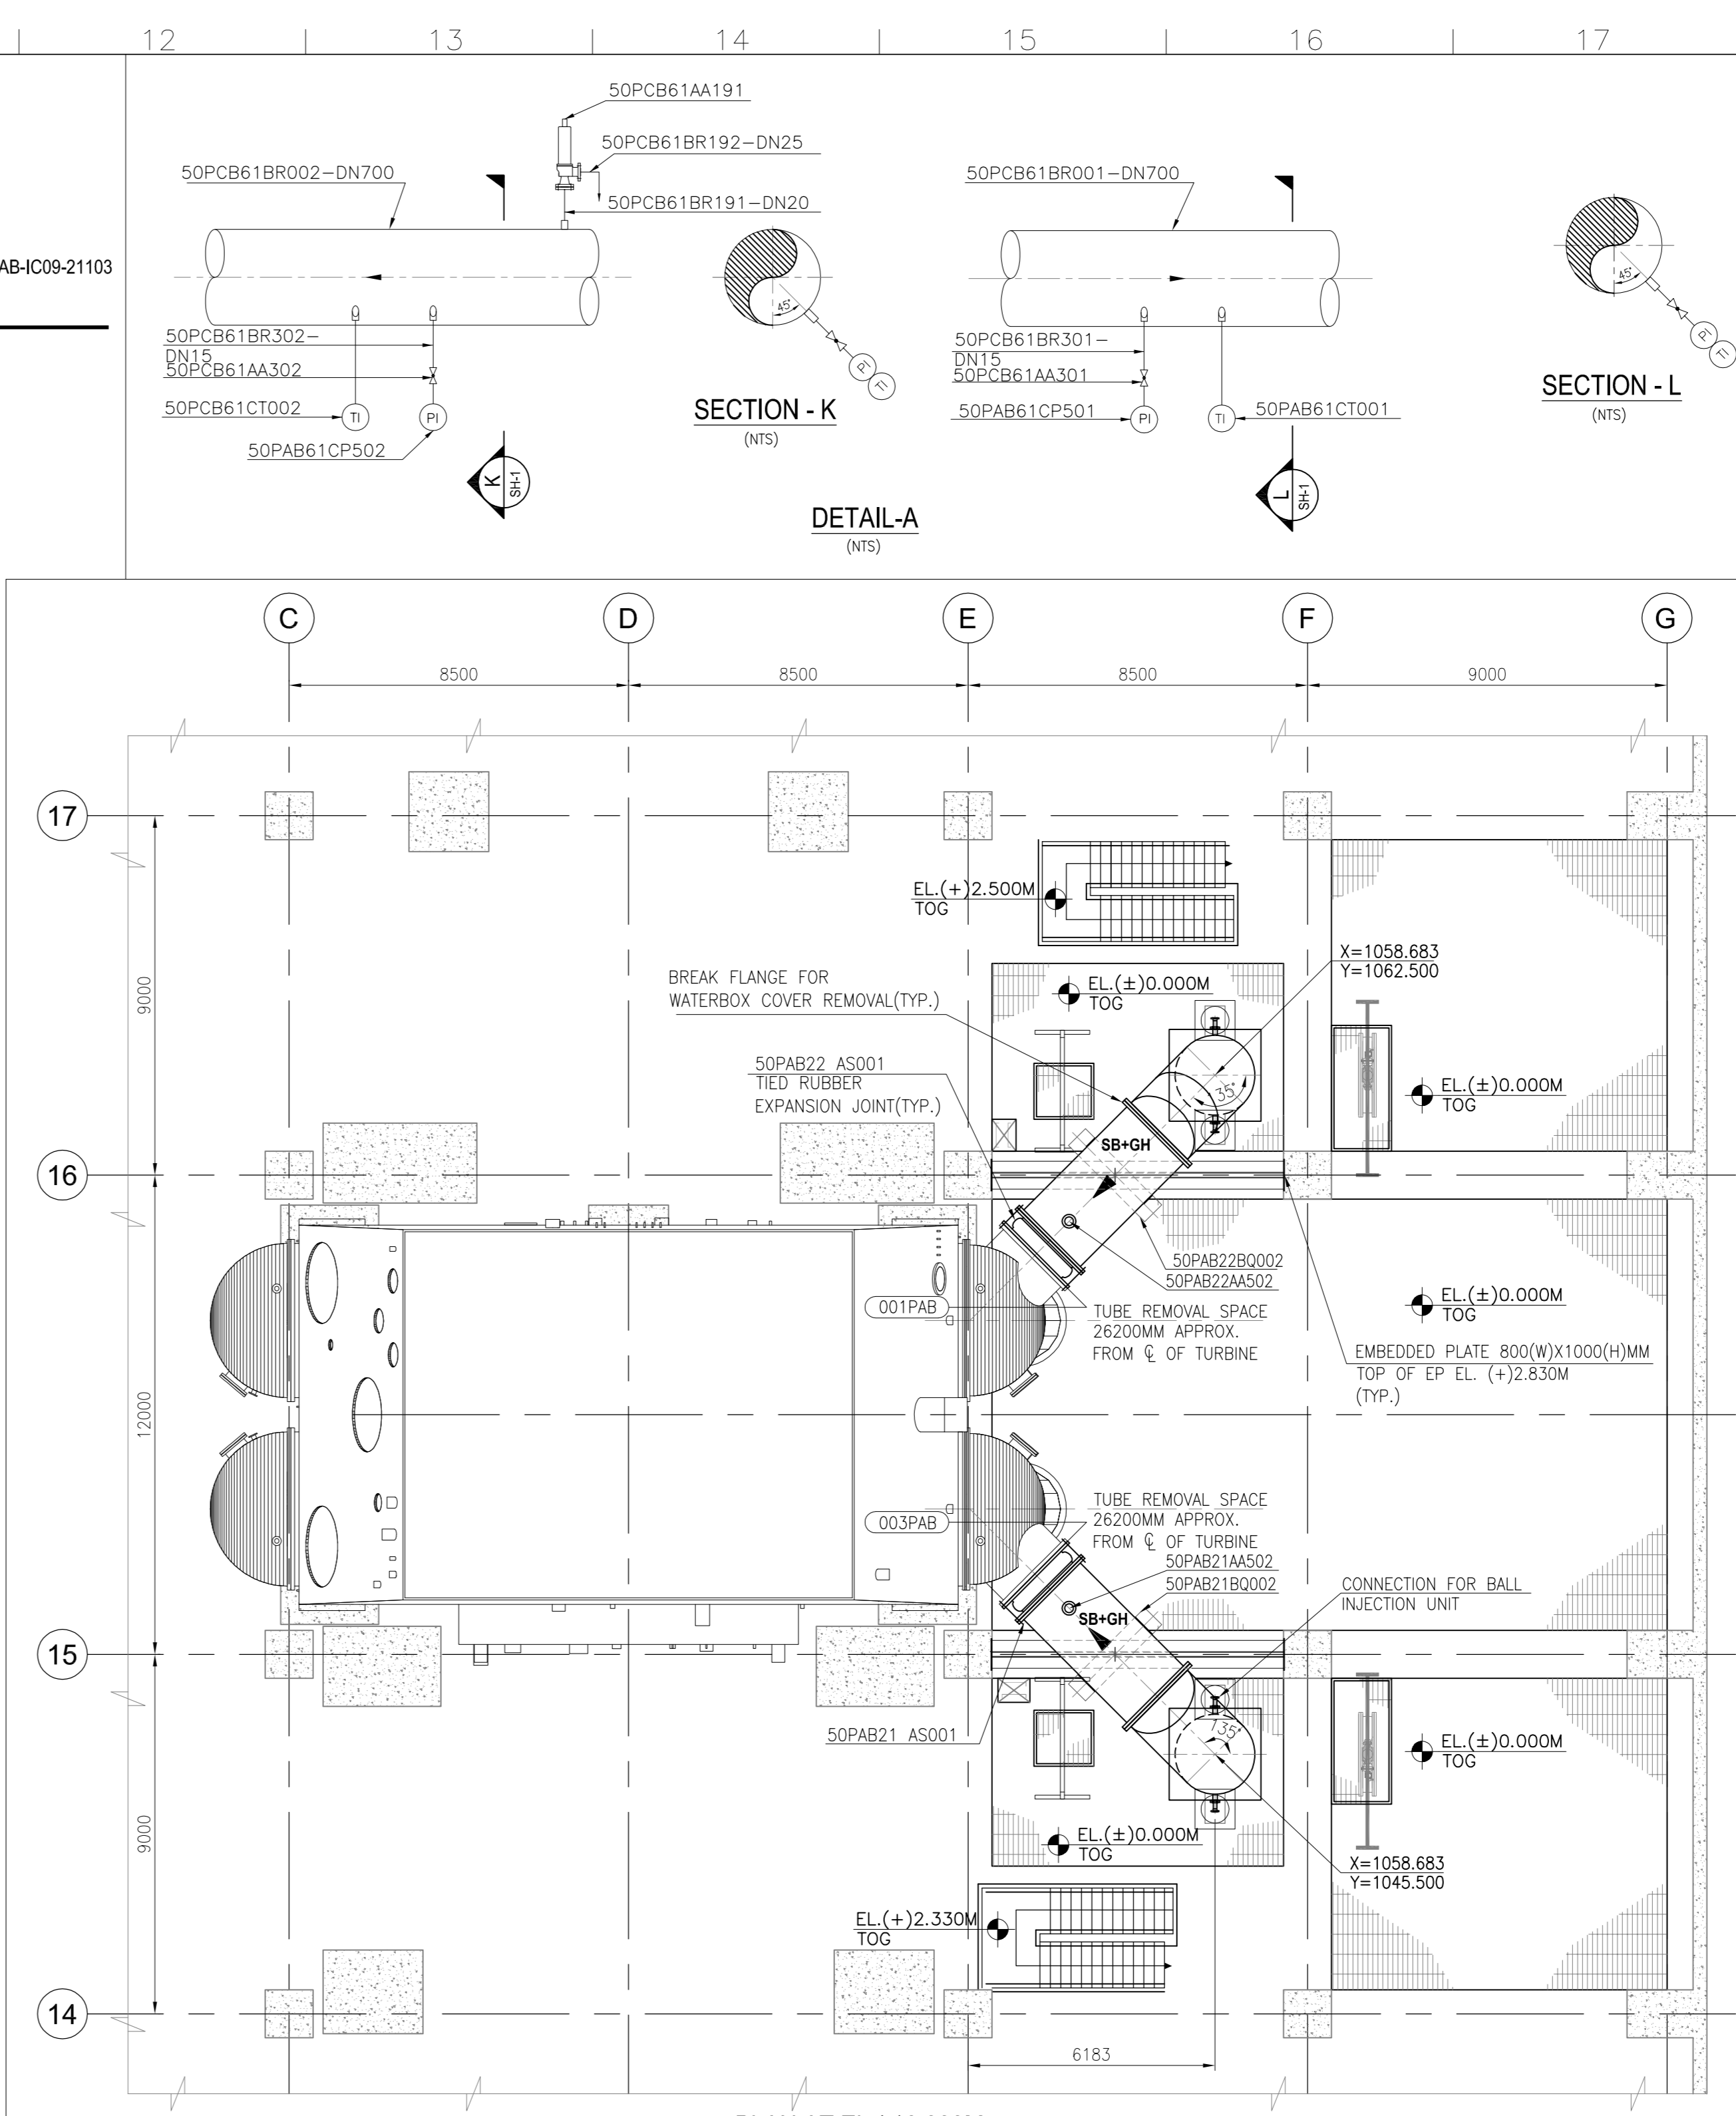 12 13 14 15 16 17
50PCB61AA191
50PCB61BR192-DN25
50PCB61BR002-DN700
50PCB61BR191-DN20
50PCB61BR001-DN700
AB-IC09-21103
45°
45°
50PCB61BR302-
DN15
50PCB61AA302
50PCB61CT002
TI
PI
50PAB61CP502
PI
TI
SECTION - K
(NTS)
50PCB61BR301-
DN15
50PCB61AA301
50PAB61CP501
PI
TI
50PAB61CT001
PI
TI
SECTION - L
(NTS)
K
SH-1
L
SH-1
DETAIL-A
(NTS)
C D E F G
8500 8500 8500 9000
17
EL.(+)2.500M
TOG
X=1058.683
Y=1062.500
BREAK FLANGE FOR
WATERBOX COVER REMOVAL(TYP.)
EL.(±)0.000M
TOG
9000
50PAB22 AS001
TIED RUBBER
EXPANSION JOINT(TYP.)
EL.(±)0.000M
TOG
SB+GH
16
50PAB22BQ002
50PAB22AA502
001PAB
TUBE REMOVAL SPACE
26200MM APPROX.
FROM ℄ OF TURBINE
EL.(±)0.000M
TOG
EMBEDDED PLATE 800(W)X1000(H)MM
TOP OF EP EL. (+)2.830M
(TYP.)
12000
003PAB
TUBE REMOVAL SPACE
26200MM APPROX.
FROM ℄ OF TURBINE
50PAB21AA502
50PAB21BQ002
CONNECTION FOR BALL
INJECTION UNIT
SB+GH
15
50PAB21 AS001
135°
EL.(±)0.000M
TOG
9000
EL.(±)0.000M
TOG
X=1058.683
Y=1045.500
EL.(+)2.330M
TOG
14
6183